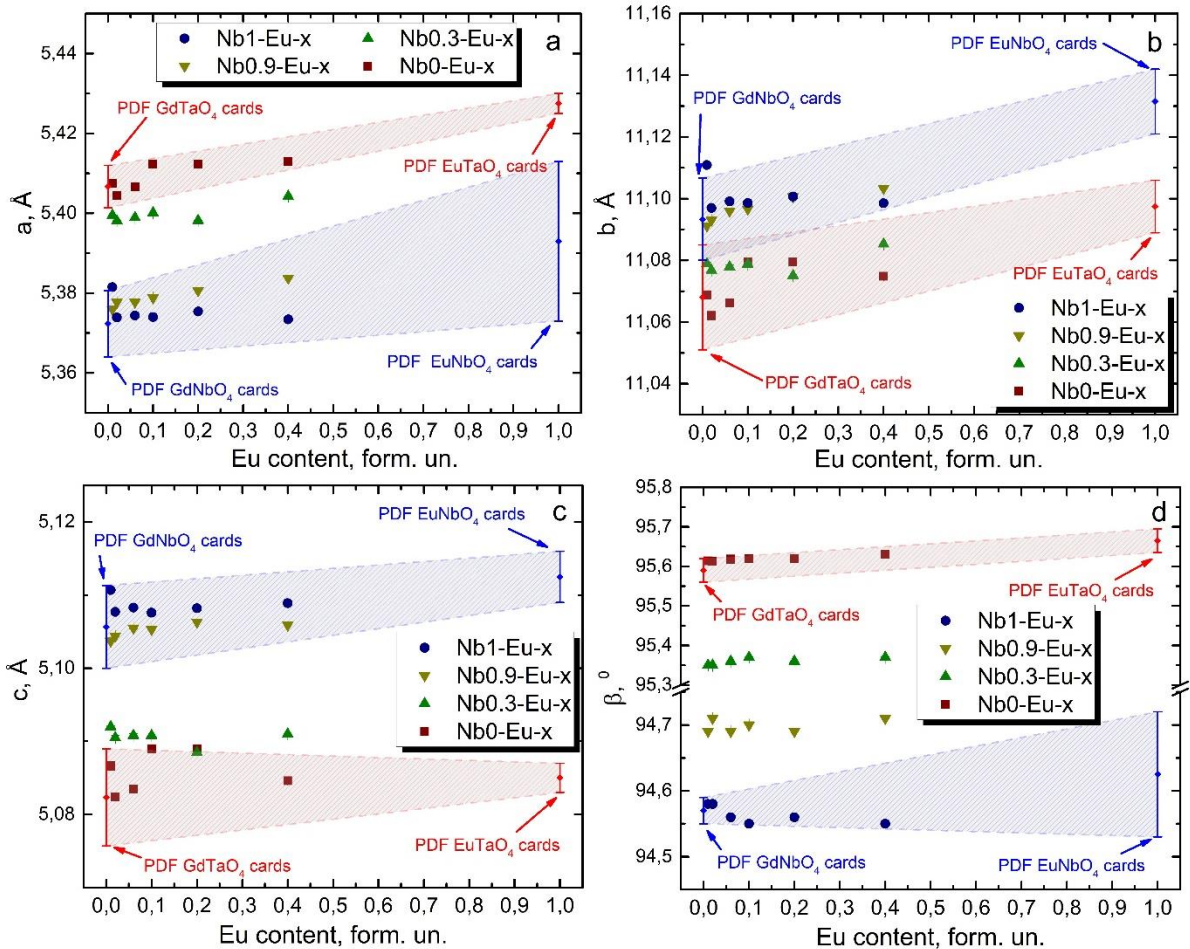 a
Nb1-Eu-x
Nb0.3-Eu-x
Nb0.9-Eu-x
Nb0-Eu-x
PDF GdTaO4 cards
PDF EuTaO4 cards
PDF EuNbO4 cards
PDF GdNbO4 cards
5,44
5,42
5,40
5,38
5,36
a, Å
0,0 0,1 0,2 0,3 0,4 0,5 0,6 0,7 0,8 0,9 1,0
Eu content, form. un.
b
PDF EuNbO4 cards
PDF GdNbO4 cards
PDF EuTaO4 cards
PDF GdTaO4 cards
Nb1-Eu-x
Nb0.9-Eu-x
Nb0.3-Eu-x
Nb0-Eu-x
11,16
11,14
11,12
11,10
11,08
11,06
11,04
b, Å
0,0 0,1 0,2 0,3 0,4 0,5 0,6 0,7 0,8 0,9 1,0
Eu content, form. un.
c
PDF EuNbO4 cards
PDF GdNbO4 cards
Nb1-Eu-x
Nb0.9-Eu-x
Nb0.3-Eu-x
Nb0-Eu-x
PDF GdTaO4 cards
PDF EuTaO4 cards
5,12
5,10
5,08
c, Å
0,0 0,1 0,2 0,3 0,4 0,5 0,6 0,7 0,8 0,9 1,0
Eu content, form. un.
d
PDF GdTaO4 cards
PDF EuTaO4 cards
Nb1-Eu-x
Nb0.9-Eu-x
Nb0.3-Eu-x
Nb0-Eu-x
PDF GdNbO4 cards
PDF EuNbO4 cards
95,8
95,7
95,6
95,5
95,4
95,3
94,7
94,6
94,5
β, 0
0,0 0,1 0,2 0,3 0,4 0,5 0,6 0,7 0,8 0,9 1,0
Eu content, form. un.